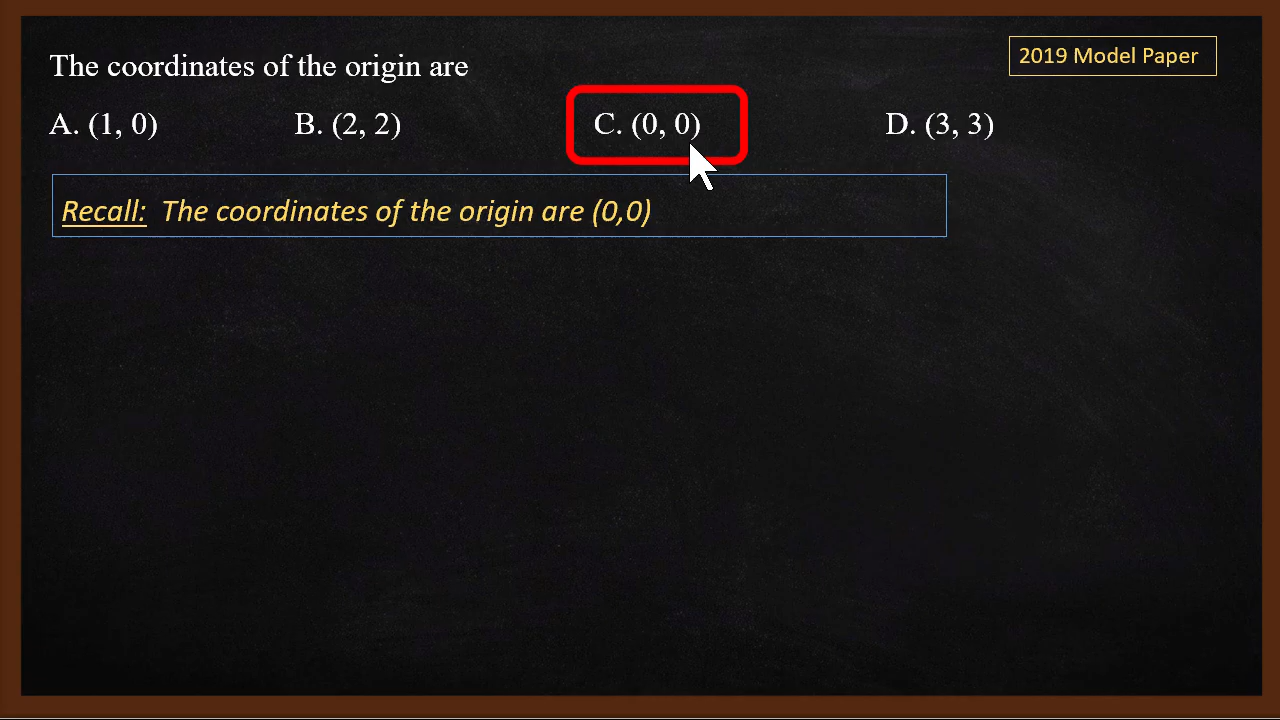 The coordinates of the origin are
2019 Model Paper
A. (1, 0) B. (2, 2) C. (0, 0) D. (3, 3)
Recall: The coordinates of the origin are (0,0)